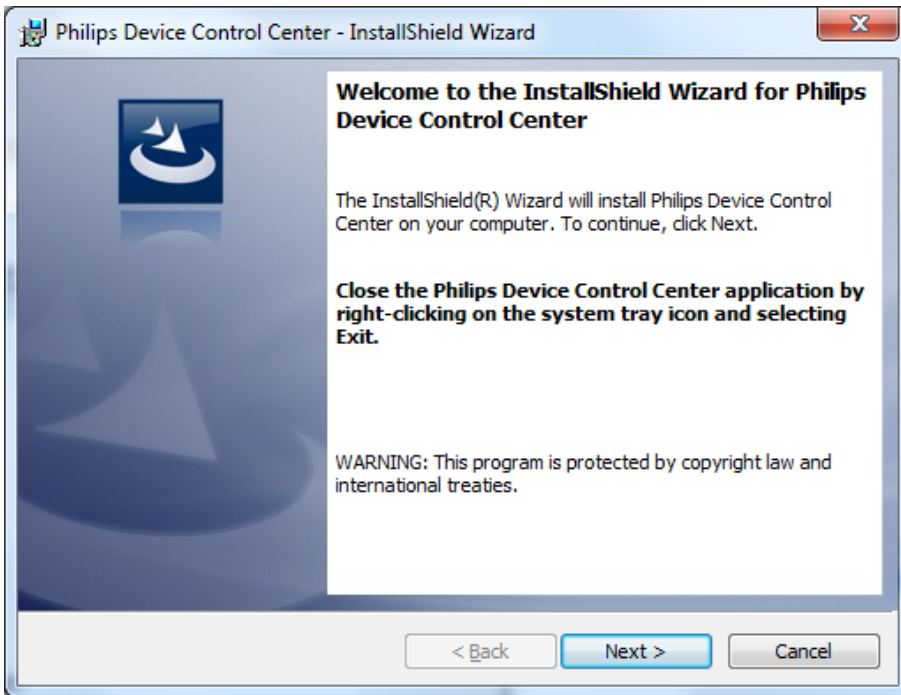 Philips Device Control Center - InstallShield Wizard
Welcome to the InstallShield Wizard for Philips
Device Control Center
The InstallShield(R) Wizard will install Philips Device Control
Center on your computer. To continue, click Next.
Close the Philips Device Control Center application by
right-clicking on the system tray icon and selecting
Exit.
WARNING: This program is protected by copyright law and
international treaties.
< Back Next > Cancel